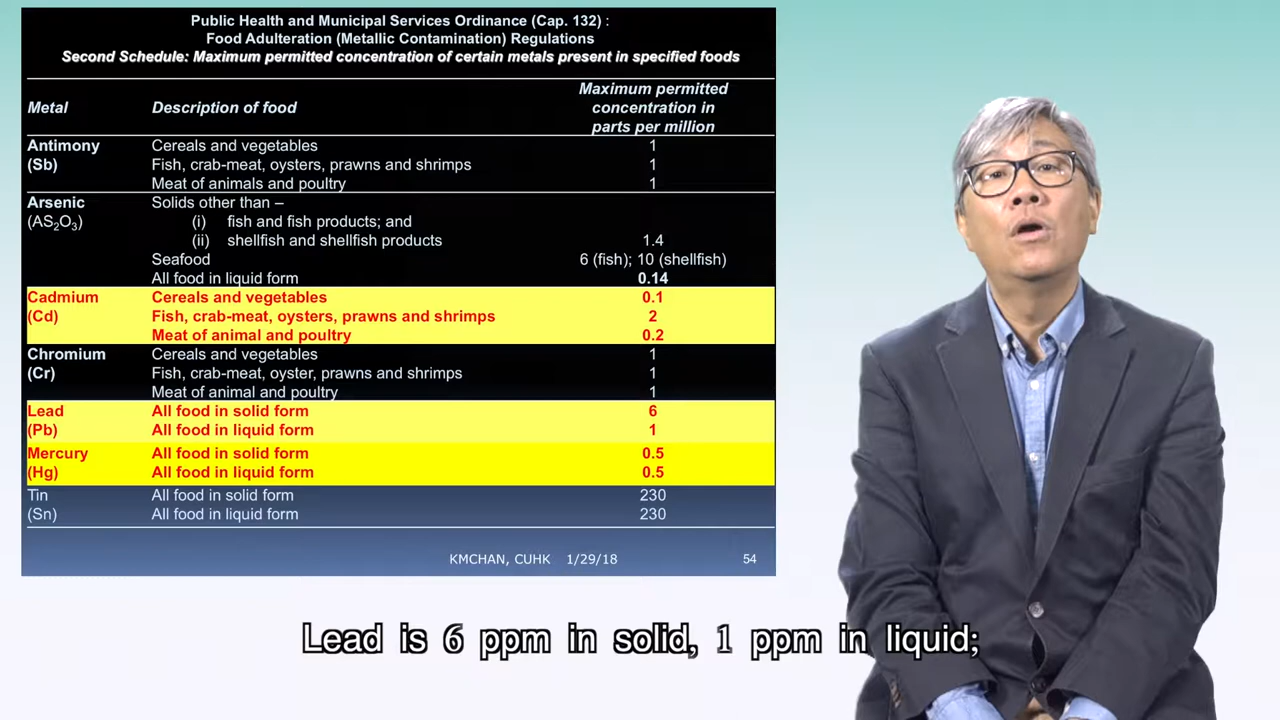 Public Health and Municipal Services Ordinance (Cap. 132) :
Food Adulteration (Metallic Contamination) Regulations
Second Schedule: Maximum permitted concentration of certain metals present in specified foods
Metal Description of food Maximum permitted concentration in parts per million
Antimony Cereals and vegetables 1
(Sb) Fish, crab-meat, oysters, prawns and shrimps 1
Meat of animals and poultry 1
Arsenic Solids other than –
(AS2O3) (i) fish and fish products; and
(ii) shellfish and shellfish products 1.4
Seafood 6 (fish); 10 (shellfish)
All food in liquid form 0.14
Cadmium Cereals and vegetables 0.1
(Cd) Fish, crab-meat, oysters, prawns and shrimps 2
Meat of animal and poultry 0.2
Chromium Cereals and vegetables 1
(Cr) Fish, crab-meat, oyster, prawns and shrimps 1
Meat of animal and poultry 1
Lead All food in solid form 6
(Pb) All food in liquid form 1
Mercury All food in solid form 0.5
(Hg) All food in liquid form 0.5
Tin All food in solid form 230
(Sn) All food in liquid form 230
KMCHAN, CUHK 1/29/18 54
Lead is 6 ppm in solid, 1 ppm in liquid;